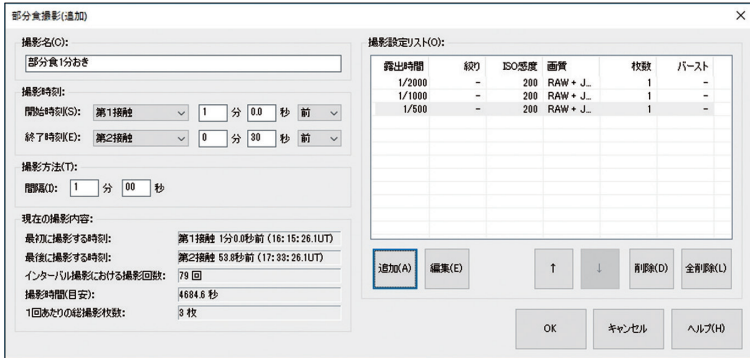 部分食撮影(追加)
撮影名(C):
部分食1分おき
撮影時刻:
開始時刻(S): 第1接触 1 分 0.0 秒 前
終了時刻(E): 第2接触 0 分 30 秒 前
撮影方法(T):
間隔(I): 1 分 00 秒
現在の撮影内容:
最初に撮影する時刻: 第1接触 1分0.0秒前 (16:15:26.1UT)
最後に撮影する時刻: 第2接触 53.8秒前 (17:33:26.1UT)
インターバル撮影における撮影回数: 79 回
撮影時間(目安): 4684.6 秒
1回あたりの総撮影枚数: 3 枚
撮影設定リスト(O):
露出時間 絞り ISO感度 画質 枚数 バースト
1/2000 - 200 RAW + J... 1 -
1/1000 - 200 RAW + J... 1 -
1/500 - 200 RAW + J... 1 -
追加(A) 編集(E) ↑ ↓ 削除(D) 全削除(L)
OK キャンセル ヘルプ(H)